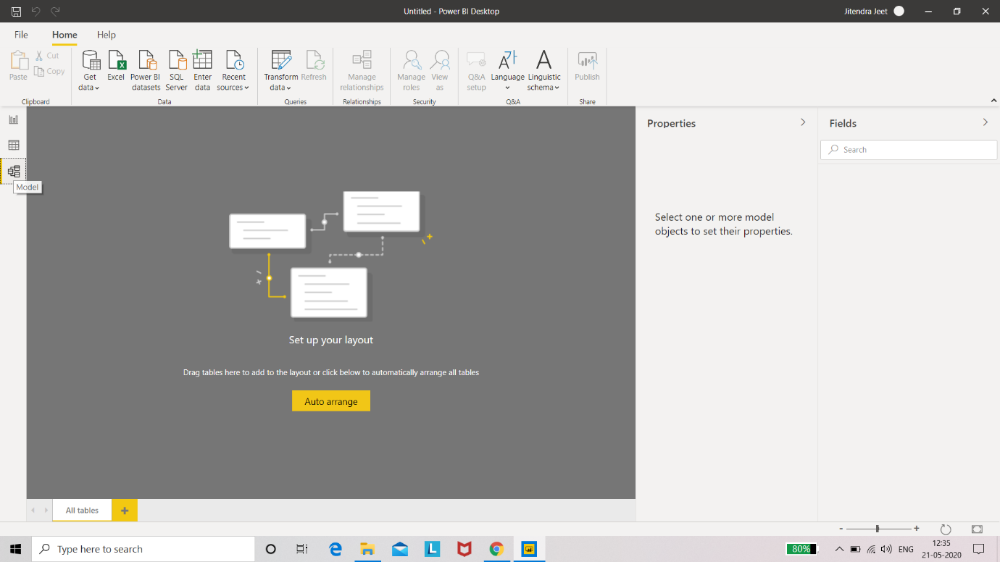 Untitled - Power BI Desktop
Jitendra Jeet
File Home Help
Paste
Cut
Copy
Clipboard
Get data
Excel
Power BI datasets
SQL Server
Enter data
Recent sources
Data
Transform data
Refresh
Queries
Manage relationships
Relationships
Manage roles
View as
Security
Q&A setup
Language
Linguistic schema
Q&A
Publish
Share
Model
Properties
Fields
Search
Select one or more model
objects to set their properties.
Set up your layout
Drag tables here to add to the layout or click below to automatically arrange all tables
Auto arrange
All tables
Type here to search
L
80%
ENG
12:35
21-05-2020